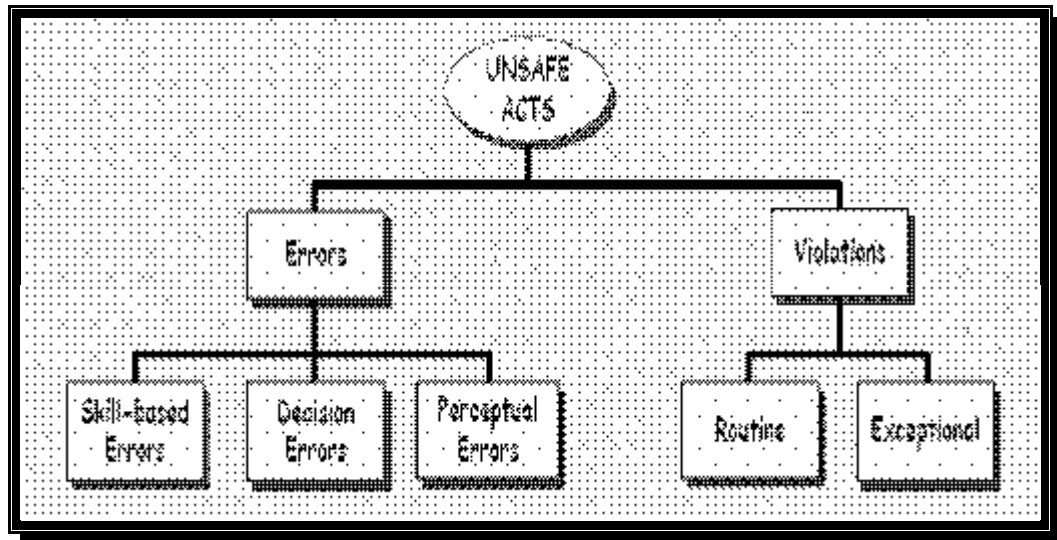 UNSAFE
ACTS
Errors
Violations
Skill-based
Errors
Decision
Errors
Perceptual
Errors
Routine
Exceptional